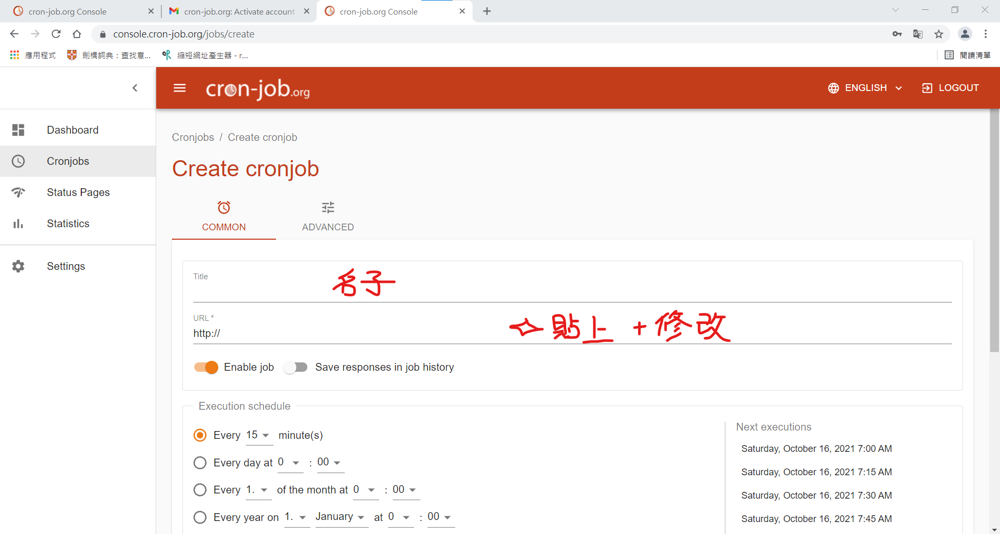 cron-job.org Console
cron-job.org: Activate account
cron-job.org Console
console.cron-job.org/jobs/create
應用程式
劍橋詞典：查找意...
縮短網址產生器 - r...
閱讀清單
cron-job.org
ENGLISH
LOGOUT
Dashboard
Cronjobs
Status Pages
Statistics
Settings
Cronjobs / Create cronjob
Create cronjob
COMMON
ADVANCED
Title
名子
URL *
http://
貼上 + 修改
Enable job
Save responses in job history
Execution schedule
Every 15 minute(s)
Every day at 0 : 00
Every 1. of the month at 0 : 00
Every year on 1. January at 0 : 00
Next executions
Saturday, October 16, 2021 7:00 AM
Saturday, October 16, 2021 7:15 AM
Saturday, October 16, 2021 7:30 AM
Saturday, October 16, 2021 7:45 AM